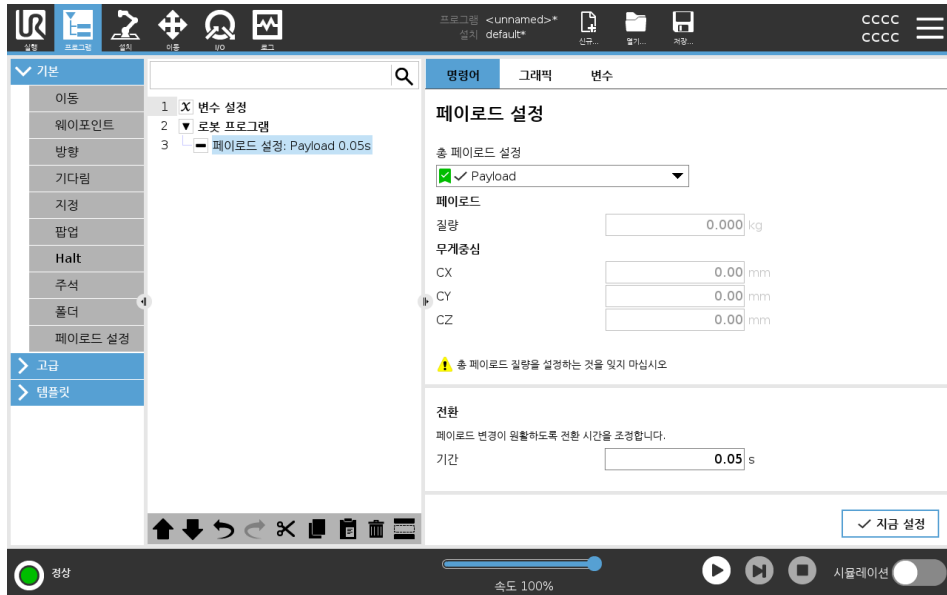 UR
실행
프로그램
설치
이동
I/O
로그
프로그램 <unnamed>*
설치 default*
신규...
열기...
저장...
cccc
cccc
기본
이동
웨이포인트
방향
기다림
지정
팝업
Halt
주석
폴더
페이로드 설정
고급
템플릿
1 X 변수 설정
2 ▼ 로봇 프로그램
3 페이로드 설정: Payload 0.05s
명령어 그래픽 변수
페이로드 설정
총 페이로드 설정
Payload
페이로드
질량 0.000 kg
무게중심
CX 0.00 mm
CY 0.00 mm
CZ 0.00 mm
총 페이로드 질량을 설정하는 것을 잊지 마십시오
전환
페이로드 변경이 원활하도록 전환 시간을 조정합니다.
기간 0.05 s
지금 설정
정상
속도 100%
시뮬레이션